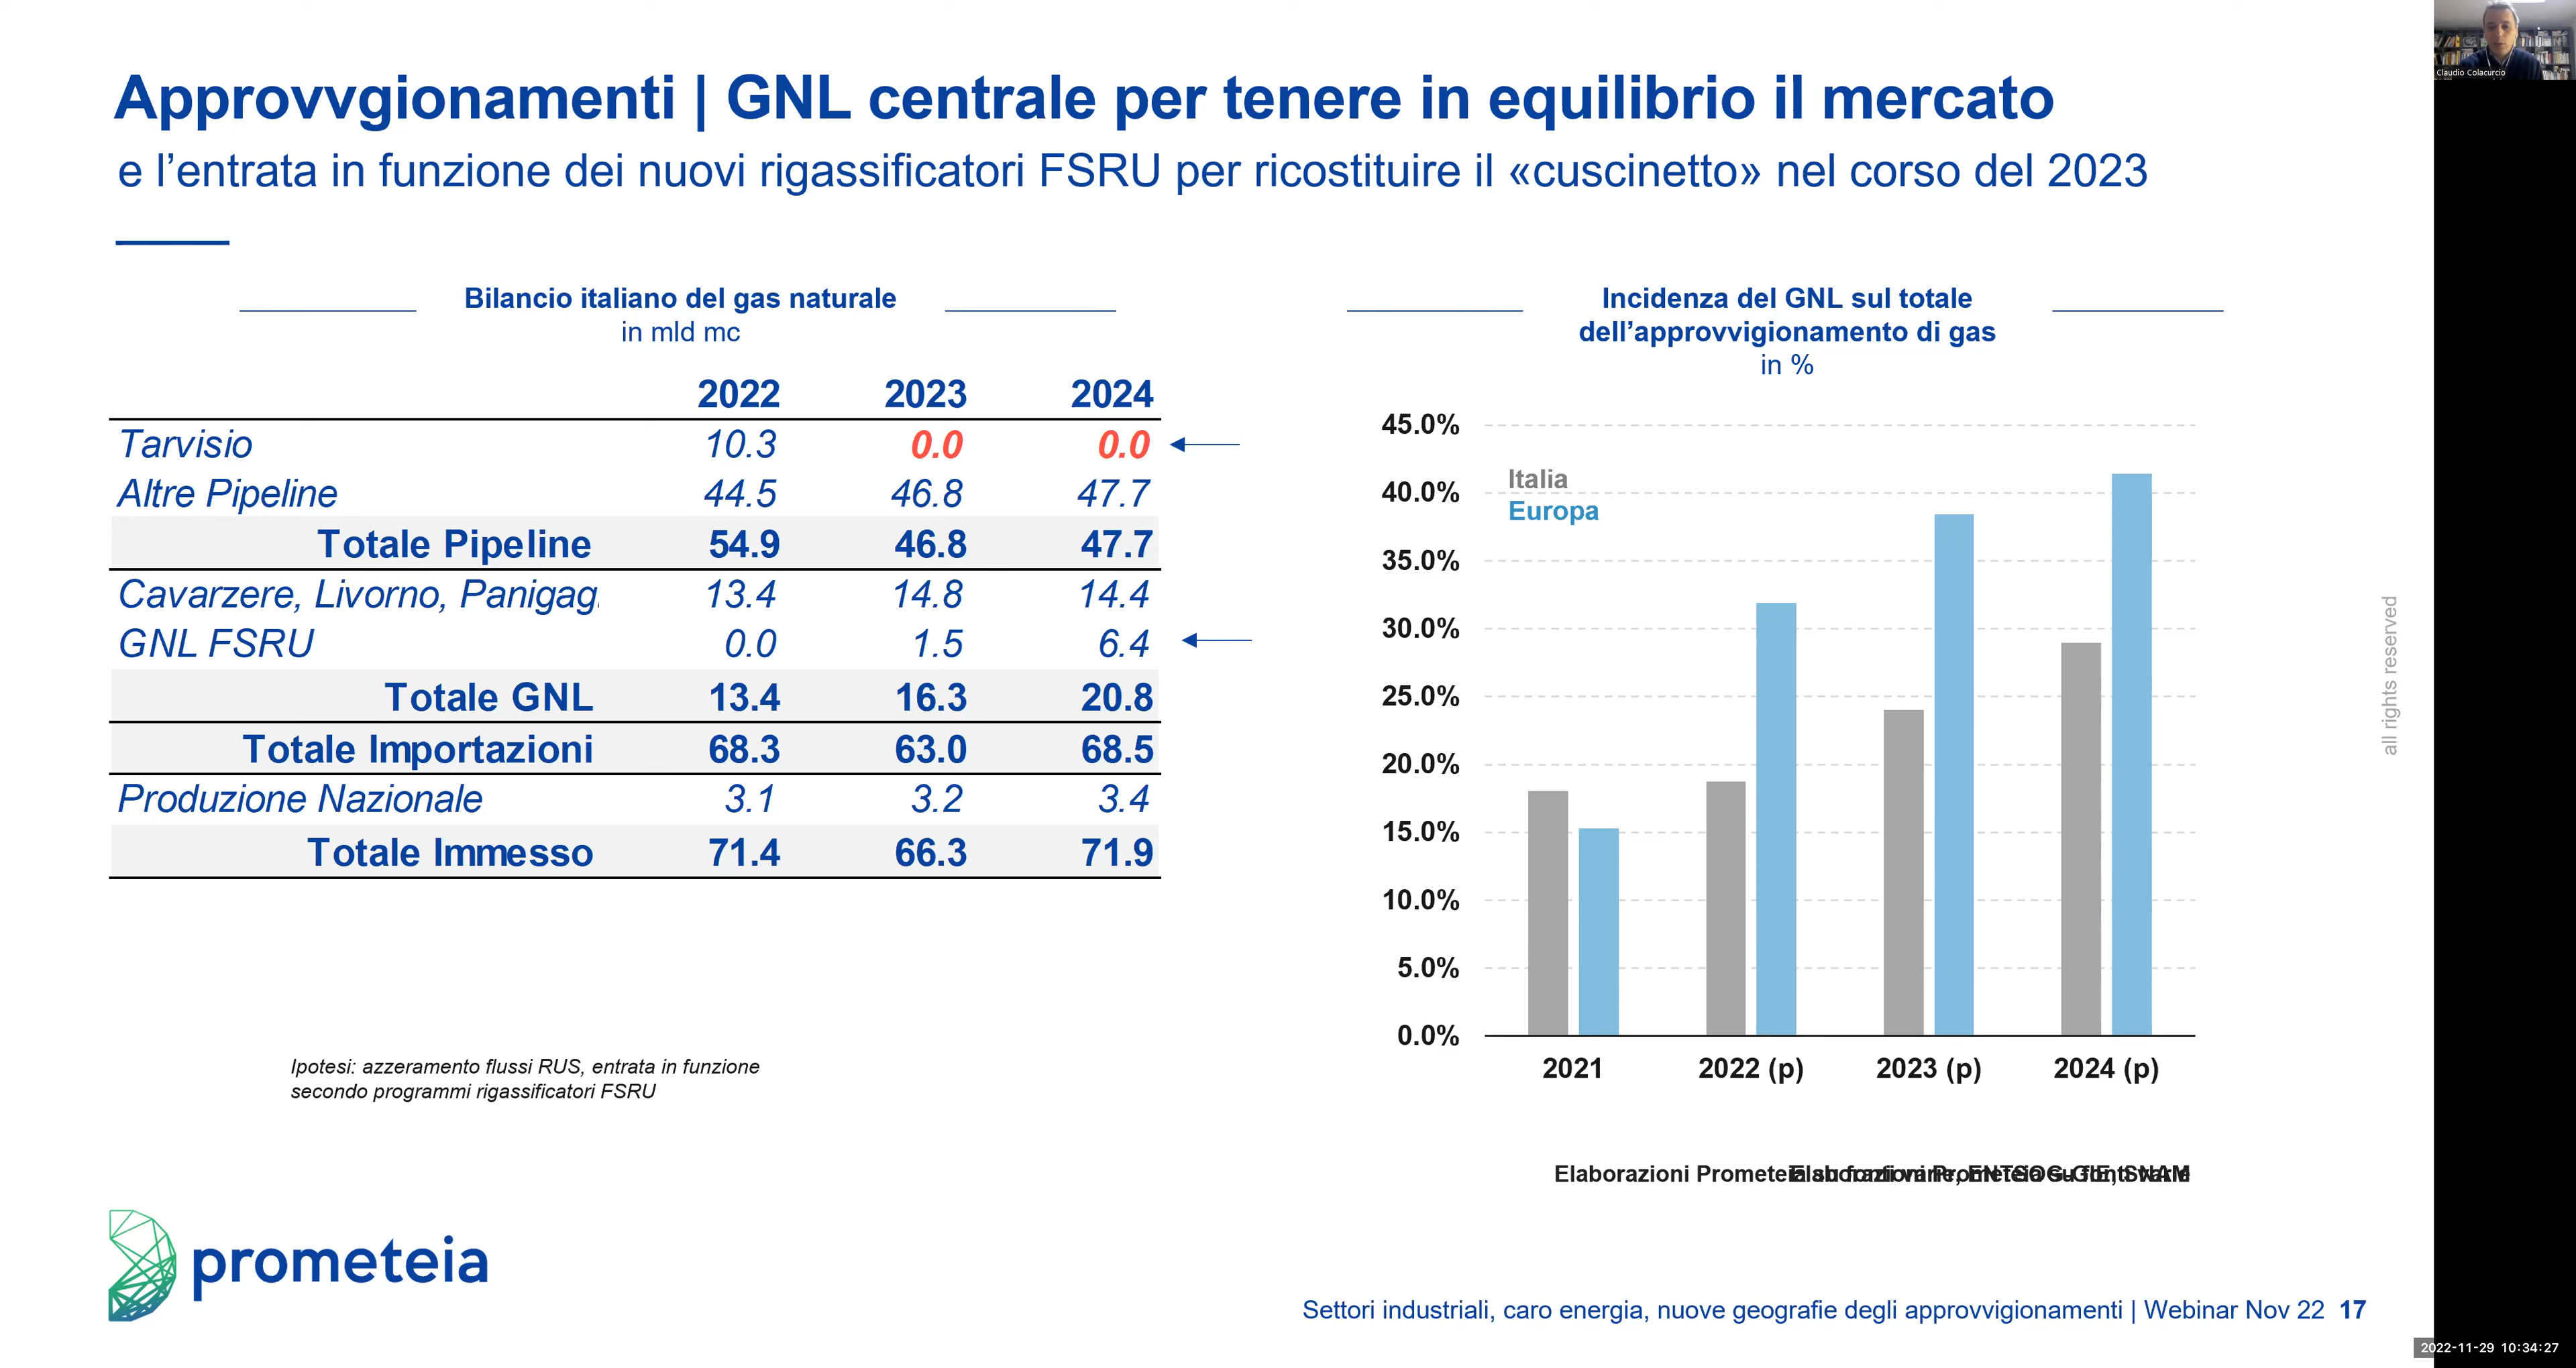 Claudio Colacurcio
Approvvgionamenti | GNL centrale per tenere in equilibrio il mercato
e l’entrata in funzione dei nuovi rigassificatori FSRU per ricostituire il «cuscinetto» nel corso del 2023
Bilancio italiano del gas naturale
in mld mc
2022 2023 2024
Tarvisio 10.3 0.0 0.0
Altre Pipeline 44.5 46.8 47.7
Totale Pipeline 54.9 46.8 47.7
Cavarzere, Livorno, Panigag 13.4 14.8 14.4
GNL FSRU 0.0 1.5 6.4
Totale GNL 13.4 16.3 20.8
Totale Importazioni 68.3 63.0 68.5
Produzione Nazionale 3.1 3.2 3.4
Totale Immesso 71.4 66.3 71.9
Ipotesi: azzeramento flussi RUS, entrata in funzione
secondo programmi rigassificatori FSRU
Incidenza del GNL sul totale
dell’approvvigionamento di gas
in %
45.0%
40.0%
35.0%
30.0%
25.0%
20.0%
15.0%
10.0%
5.0%
0.0%
Italia
Europa
2021 2022 (p) 2023 (p) 2024 (p)
Elaborazioni Prometeia
all rights reserved
prometeia
Settori industriali, caro energia, nuove geografie degli approvvigionamenti | Webinar Nov 22 17
2022-11-29 10:34:27